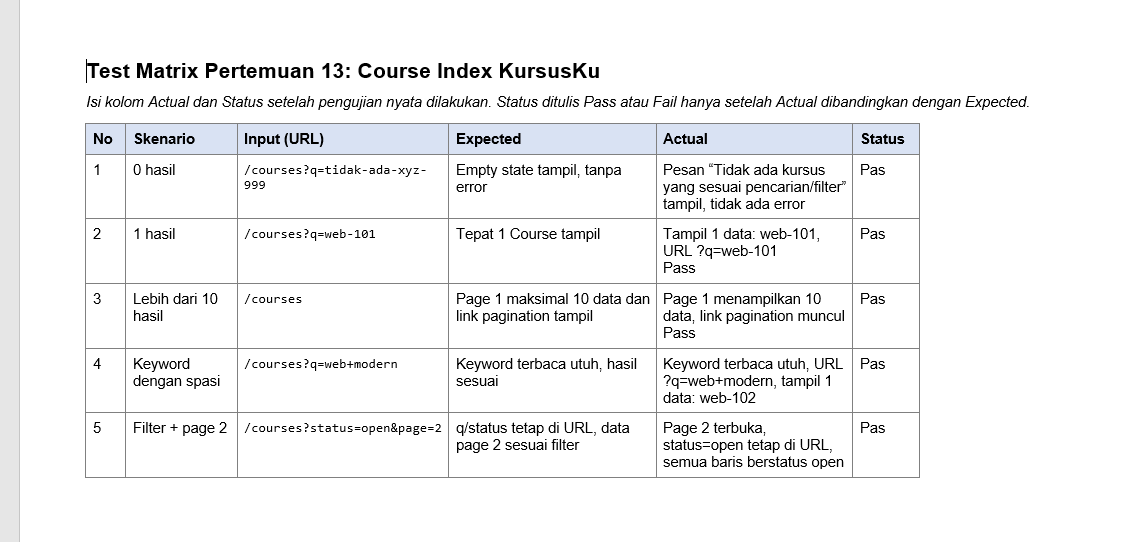 Test Matrix Pertemuan 13: Course Index KursusKu
Isi kolom Actual dan Status setelah pengujian nyata dilakukan. Status ditulis Pass atau Fail hanya setelah Actual dibandingkan dengan Expected.
No Skenario Input (URL) Expected Actual Status
1 0 hasil /courses?q=tidak-ada-xyz- Empty state tampil, tanpa Pesan “Tidak ada kursus Pas
999 error yang sesuai pencarian/filter”
tampil, tidak ada error
2 1 hasil /courses?q=web-101 Tepat 1 Course tampil Tampil 1 data: web-101, Pas
URL ?q=web-101
Pass
3 Lebih dari 10 /courses Page 1 maksimal 10 data dan Page 1 menampilkan 10 Pas
hasil link pagination tampil data, link pagination muncul
Pass
4 Keyword /courses?q=web+modern Keyword terbaca utuh, hasil Keyword terbaca utuh, URL Pas
dengan spasi sesuai ?q=web+modern, tampil 1
data: web-102
5 Filter + page 2 /courses?status=open&page=2 q/status tetap di URL, data Page 2 terbuka, Pas
page 2 sesuai filter status=open tetap di URL,
semua baris berstatus open